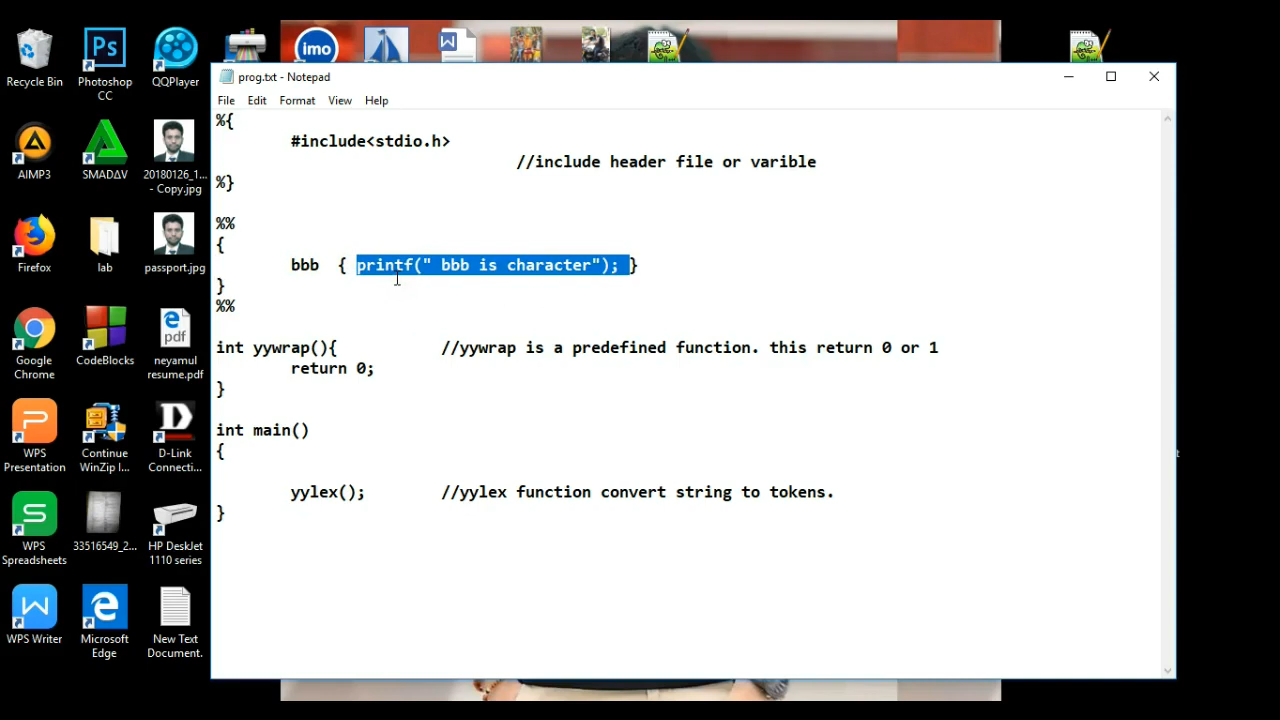 Recycle Bin
Photoshop CC
QQPlayer
imo
prog.txt - Notepad
File Edit Format View Help
%{
#include<stdio.h>
//include header file or varible
%}
%%
{
bbb { printf(" bbb is character"); }
}
%%
int yywrap(){ //yywrap is a predefined function. this return 0 or 1
return 0;
}
int main()
{
yylex(); //yylex function convert string to tokens.
}
AIMP3
SMADΔV
20180126_1... - Copy.jpg
Firefox
lab
passport.jpg
Google Chrome
CodeBlocks
pdf
neyamul resume.pdf
WPS Presentation
Continue WinZip I...
D-Link Connecti...
WPS Spreadsheets
33516549_2...
HP DeskJet 1110 series
WPS Writer
Microsoft Edge
New Text Document.